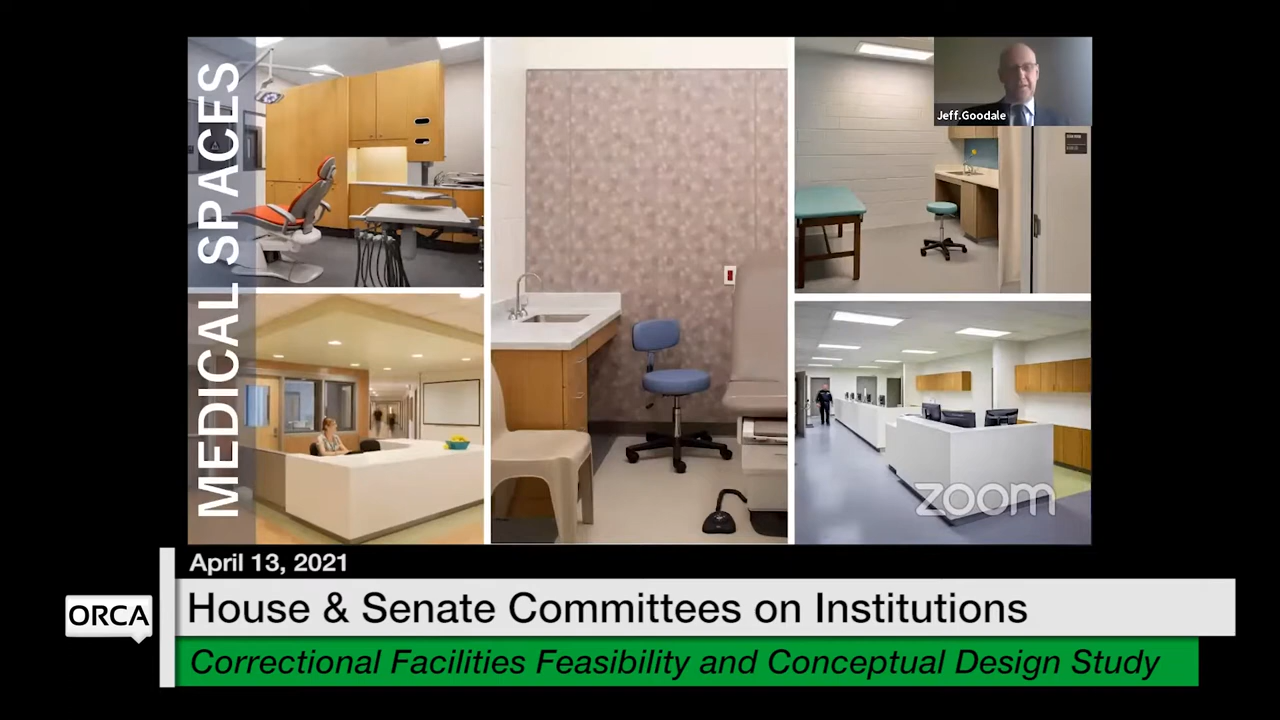 MEDICAL SPACES
Jeff.Goodale
zoom
April 13, 2021
ORCA
House & Senate Committees on Institutions
Correctional Facilities Feasibility and Conceptual Design Study